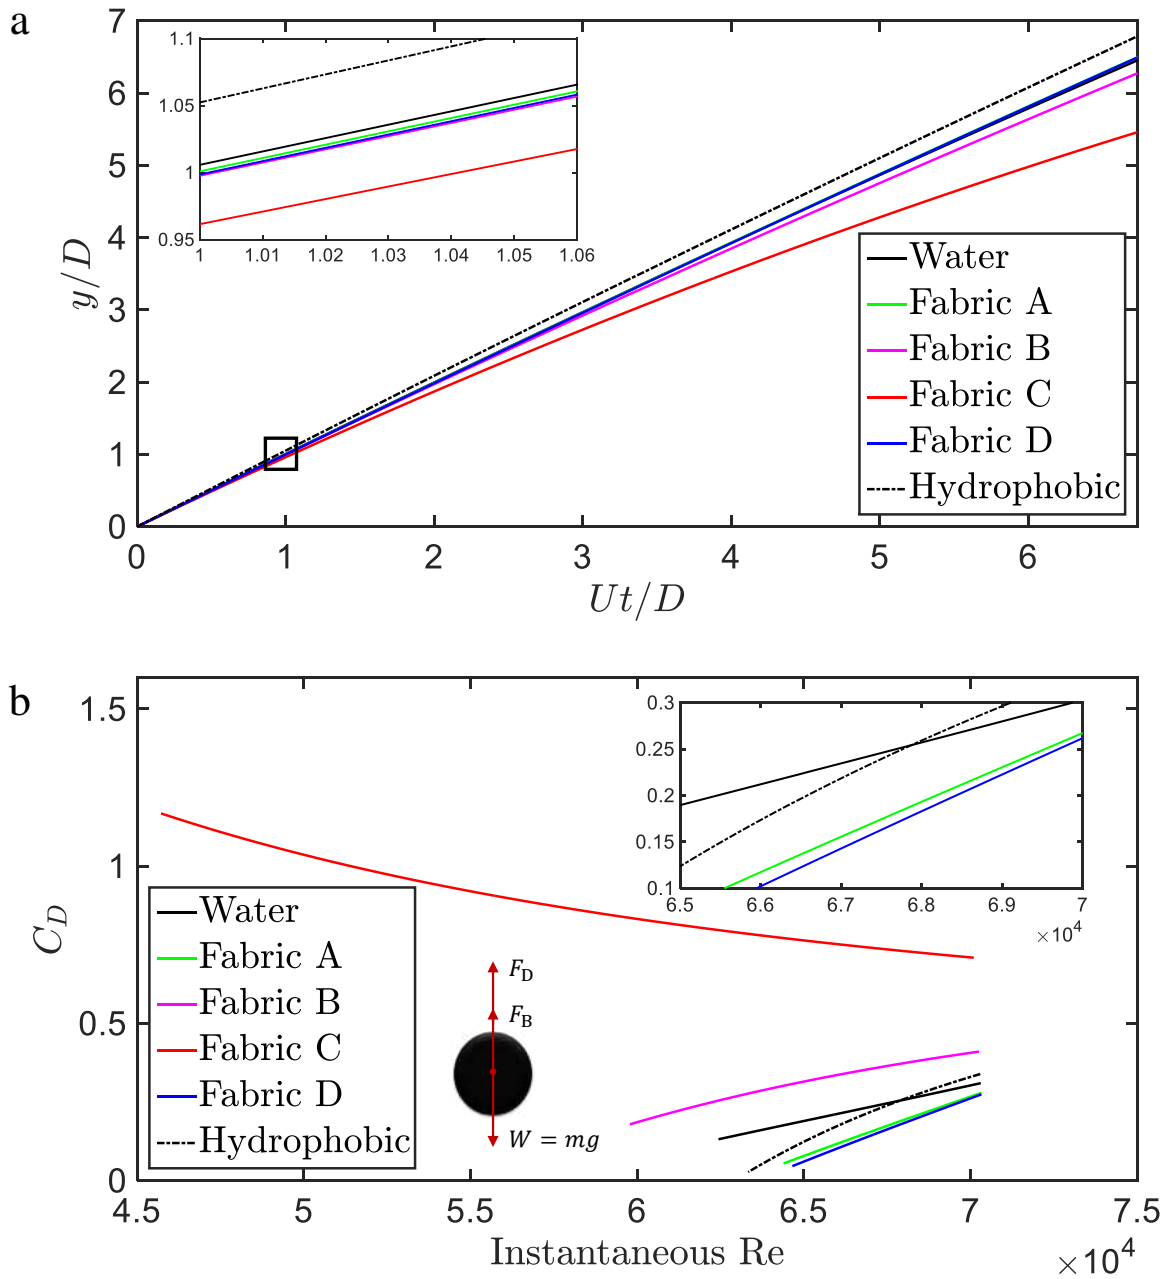 a
7
6
5
4
3
2
1
0
y/D
0 1 2 3 4 5 6
Ut/D
1.1
1.05
1
0.95
1 1.01 1.02 1.03 1.04 1.05 1.06
Water
Fabric A
Fabric B
Fabric C
Fabric D
Hydrophobic
b
1.5
1
0.5
0
C_D
4.5 5 5.5 6 6.5 7 7.5
×10⁴
Instantaneous Re
0.3
0.25
0.2
0.15
0.1
6.5 6.6 6.7 6.8 6.9 7
×10⁴
Water
Fabric A
Fabric B
Fabric C
Fabric D
Hydrophobic
F_D
F_B
W = mg